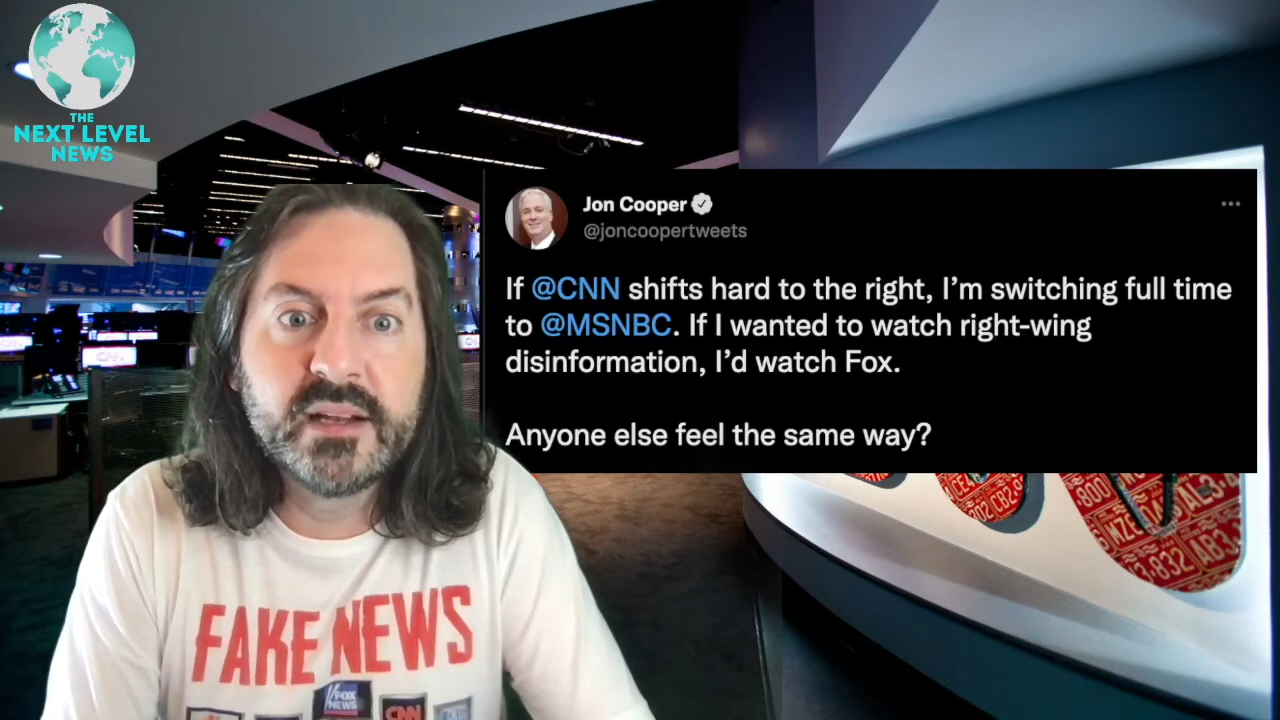 THE
NEXT LEVEL
NEWS
Jon Cooper
@joncoopertweets
If @CNN shifts hard to the right, I'm switching full time
to @MSNBC. If I wanted to watch right-wing
disinformation, I'd watch Fox.
Anyone else feel the same way?
FAKE NEWS
FOX
NEWS
CNN
CNN